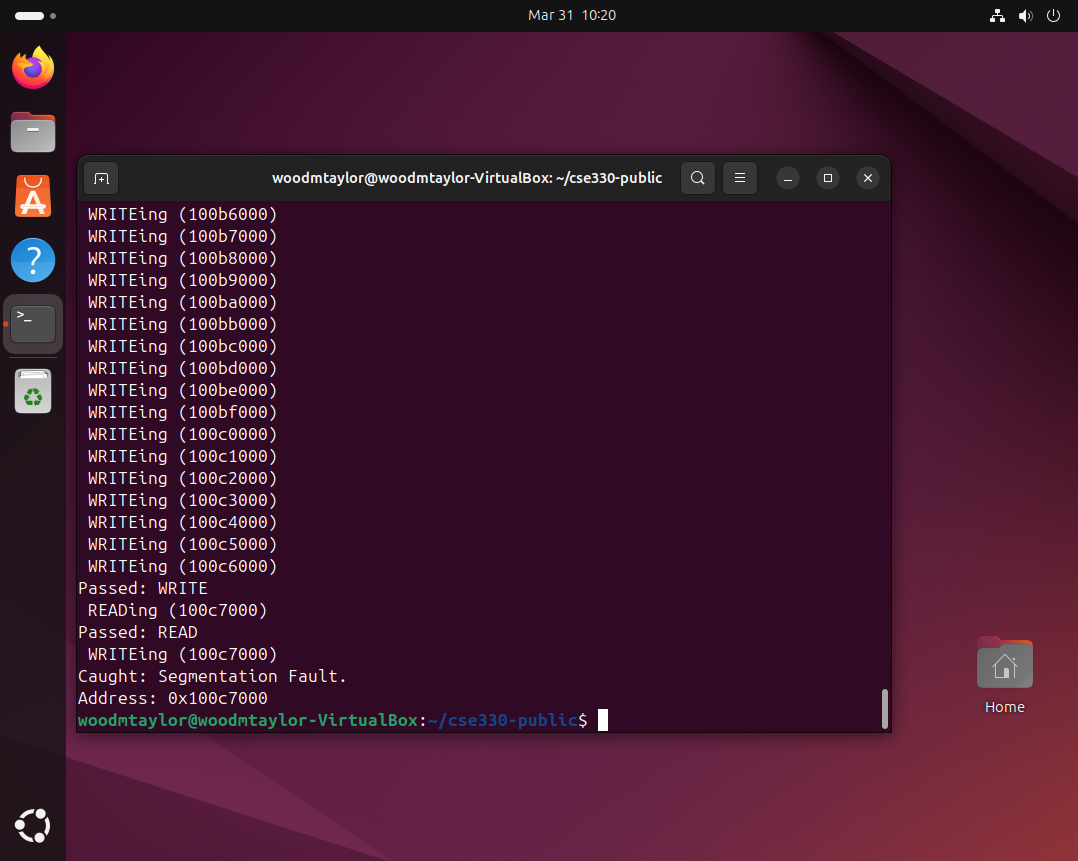 Mar 31 10:20
woodmtaylor@woodmtaylor-VirtualBox: ~/cse330-public
WRITEing (100b6000)
WRITEing (100b7000)
WRITEing (100b8000)
WRITEing (100b9000)
WRITEing (100ba000)
WRITEing (100bb000)
WRITEing (100bc000)
WRITEing (100bd000)
WRITEing (100be000)
WRITEing (100bf000)
WRITEing (100c0000)
WRITEing (100c1000)
WRITEing (100c2000)
WRITEing (100c3000)
WRITEing (100c4000)
WRITEing (100c5000)
WRITEing (100c6000)
Passed: WRITE
READing (100c7000)
Passed: READ
WRITEing (100c7000)
Caught: Segmentation Fault.
Address: 0x100c7000
woodmtaylor@woodmtaylor-VirtualBox:~/cse330-public$
Home